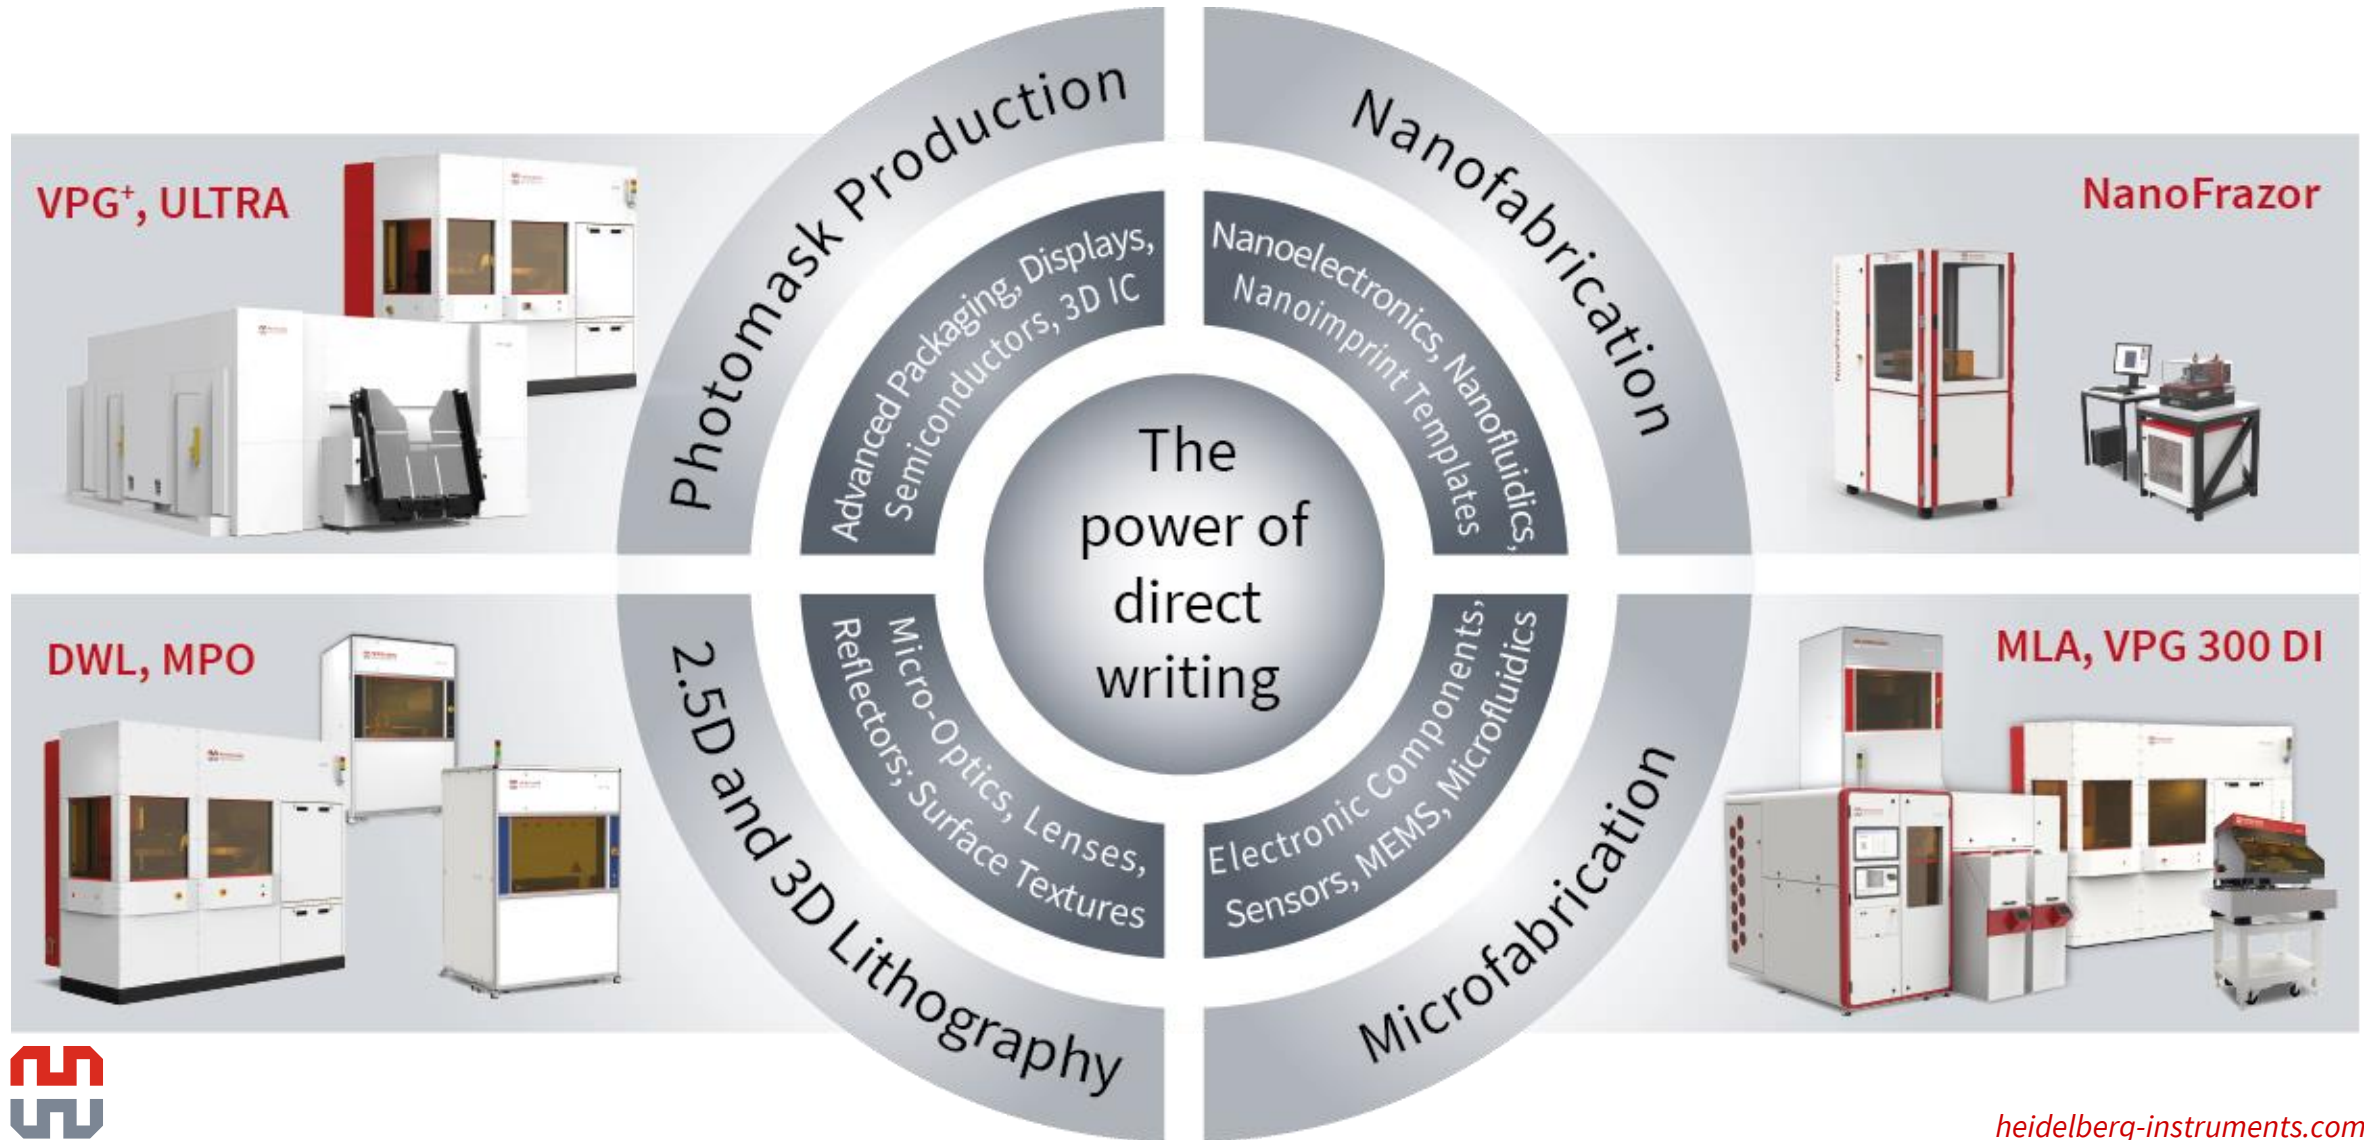 Photomask Production
Nanofabrication
VPG⁺, ULTRA
NanoFrazor
Advanced Packaging, Displays,
Semiconductors, 3D IC
Nanoelectronics, Nanofluidics,
Nanoimprint Templates
The
power of
direct
writing
DWL, MPO
MLA, VPG 300 DI
Micro-Optics, Lenses,
Reflectors; Surface Textures
Electronic Components,
Sensors, MEMS, Microfluidics
2.5D and 3D Lithography
Microfabrication
heidelberg-instruments.com